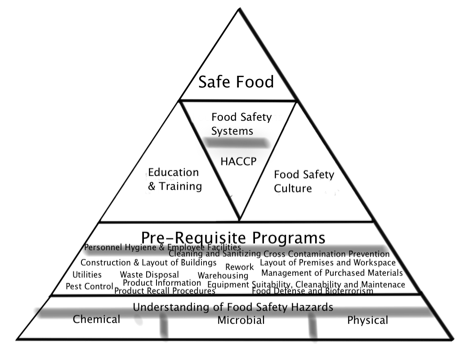 Safe Food
Food Safety
Systems
HACCP
Education
& Training
Food Safety
Culture
Pre-Requisite Programs
Personnel Hygiene & Employee Facilities
Cleaning and Sanitizing Cross Contamination Prevention
Construction & Layout of Buildings
Rework
Layout of Premises and Workspace
Utilities
Waste Disposal
Warehousing
Management of Purchased Materials
Pest Control
Product Information
Equipment Suitability, Cleanability and Maintenace
Product Recall Procedures
Food Defense and Bioterrorism
Understanding of Food Safety Hazards
Chemical
Microbial
Physical